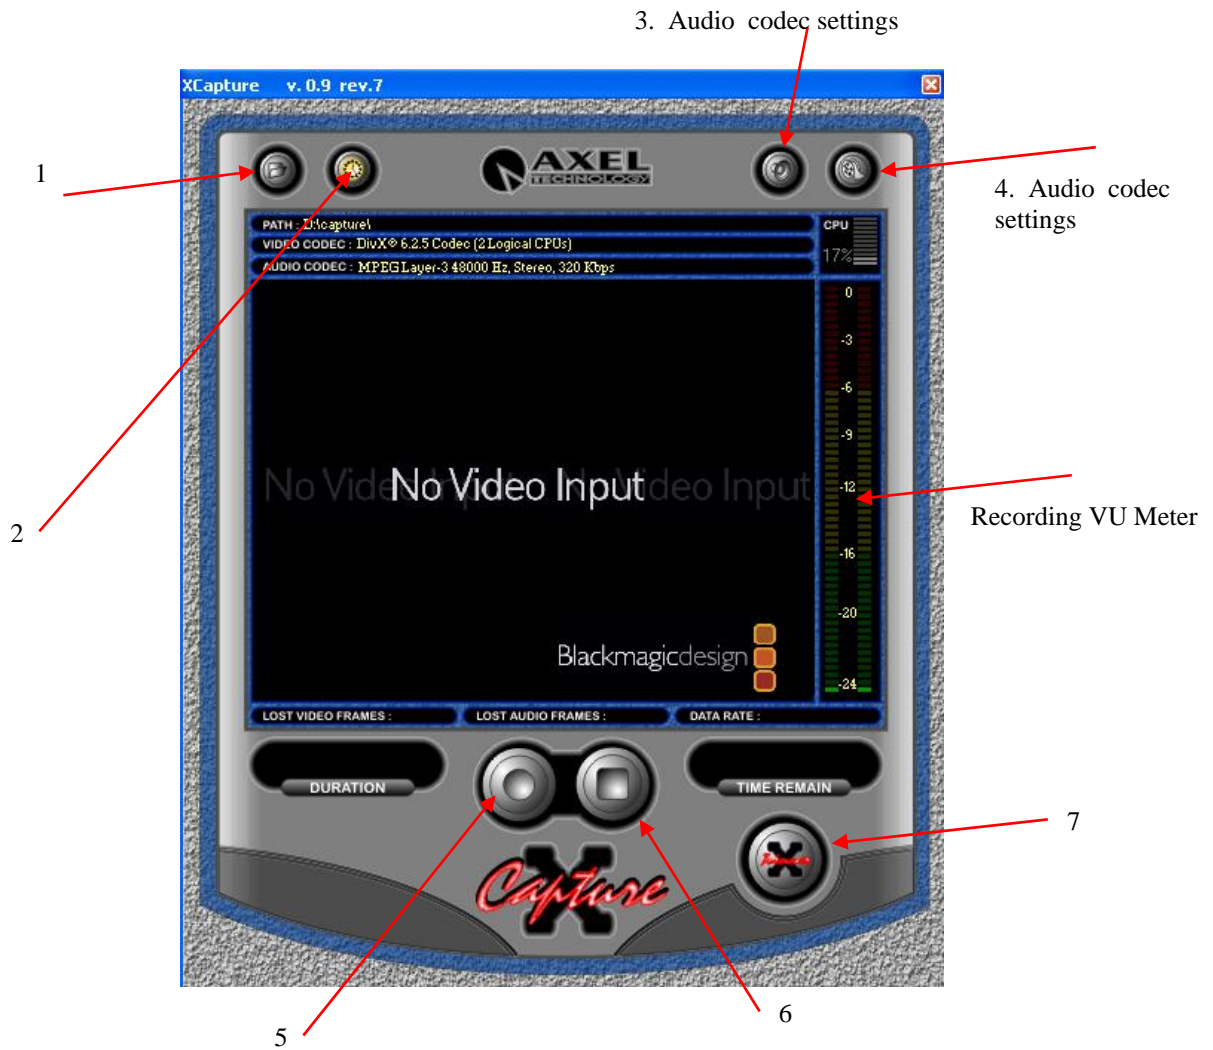 3. Audio codec settings
XCapture v. 0.9 rev.7
1
AXEL
TECHNOLOGY
4. Audio codec
settings
PATH : D:\capture\
CPU
VIDEO CODEC : DivX® 6.2.5 Codec (2 Logical CPUs)
17%
AUDIO CODEC : MPEG Layer-3 48000 Hz, Stereo, 320 Kbps
0
-3
-6
-9
No Video Input
-12
Recording VU Meter
2
-16
-20
Blackmagicdesign
-24
LOST VIDEO FRAMES :
LOST AUDIO FRAMES :
DATA RATE :
DURATION
TIME REMAIN
7
X
Capture
6
5